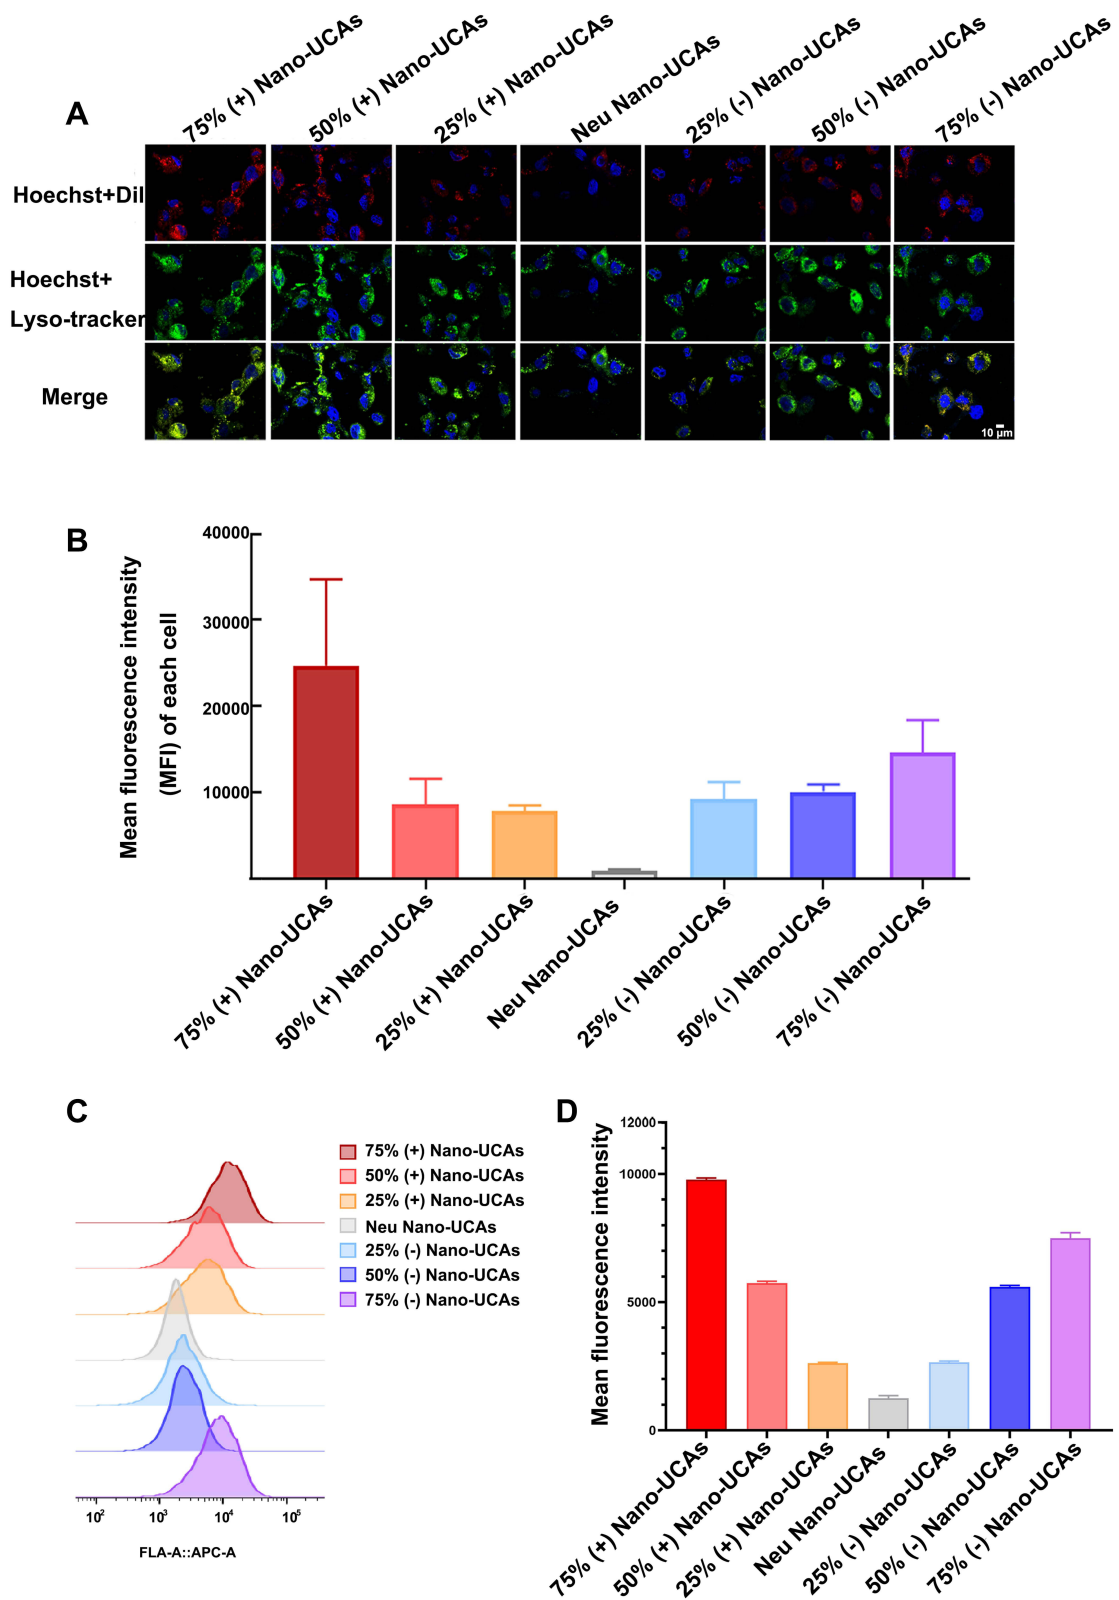 A
75% (+) Nano-UCAs
50% (+) Nano-UCAs
25% (+) Nano-UCAs
Neu Nano-UCAs
25% (-) Nano-UCAs
50% (-) Nano-UCAs
75% (-) Nano-UCAs
Hoechst+Dil
Hoechst+
Lyso-tracker
Merge
10 μm
B
Mean fluorescence intensity
(MFI) of each cell
40000
30000
20000
10000
75% (+) Nano-UCAs
50% (+) Nano-UCAs
25% (+) Nano-UCAs
Neu Nano-UCAs
25% (-) Nano-UCAs
50% (-) Nano-UCAs
75% (-) Nano-UCAs
C
75% (+) Nano-UCAs
50% (+) Nano-UCAs
25% (+) Nano-UCAs
Neu Nano-UCAs
25% (-) Nano-UCAs
50% (-) Nano-UCAs
75% (-) Nano-UCAs
10² 10³ 10⁴ 10⁵
FLA-A::APC-A
D
Mean fluorescence intensity
12000
10000
5000
0
75% (+) Nano-UCAs
50% (+) Nano-UCAs
25% (+) Nano-UCAs
Neu Nano-UCAs
25% (-) Nano-UCAs
50% (-) Nano-UCAs
75% (-) Nano-UCAs